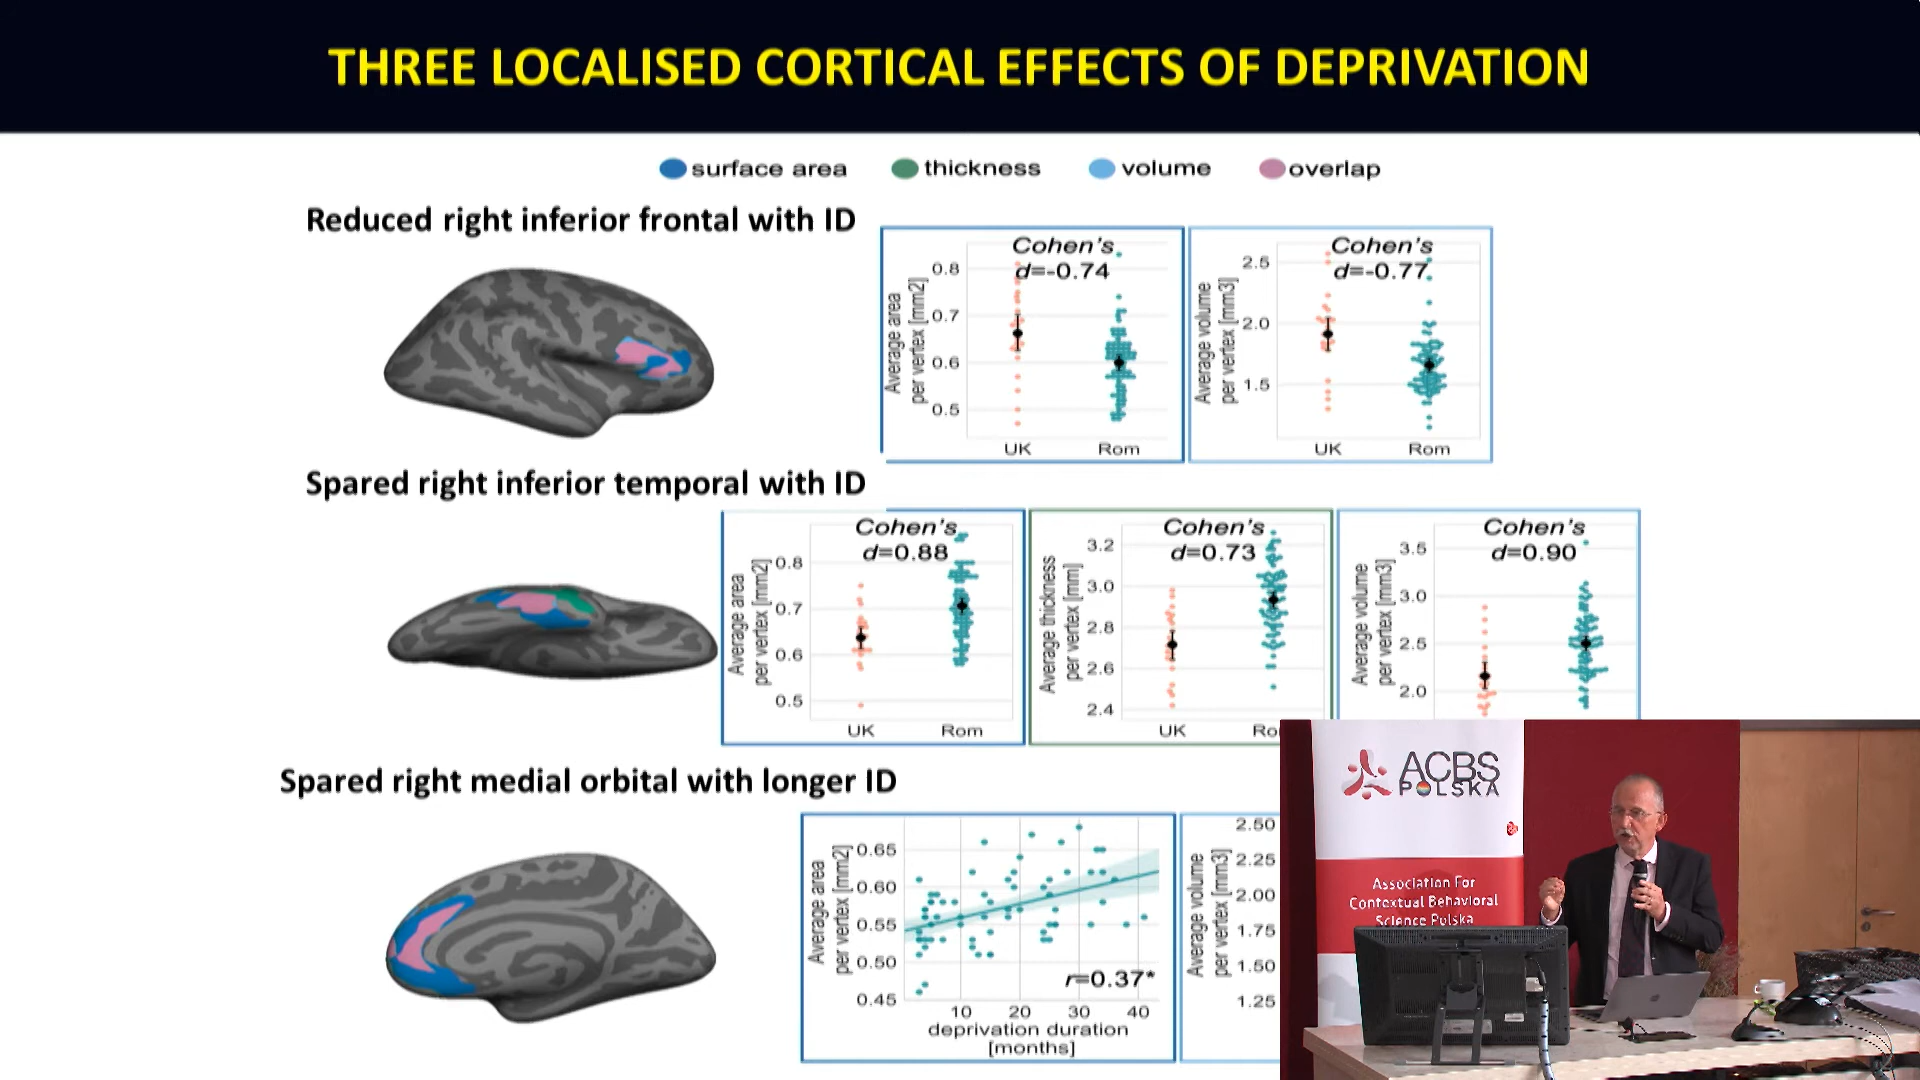 THREE LOCALISED CORTICAL EFFECTS OF DEPRIVATION
surface area thickness volume overlap
Reduced right inferior frontal with ID
Cohen's
d=-0.74
Average area
per vertex [mm2]
0.8
0.7
0.6
0.5
UK Rom
Cohen's
d=-0.77
Average volume
per vertex [mm3]
2.5
2.0
1.5
UK Rom
Spared right inferior temporal with ID
Cohen's
d=0.88
Average area
per vertex [mm2]
0.8
0.7
0.6
0.5
UK Rom
Cohen's
d=0.73
Average thickness
per vertex [mm]
3.2
3.0
2.8
2.6
2.4
UK Ro
Cohen's
d=0.90
Average volume
per vertex [mm3]
3.5
3.0
2.5
2.0
Spared right medial orbital with longer ID
Average area
per vertex [mm2]
0.65
0.60
0.55
0.50
0.45
r=0.37*
10 20 30 40
deprivation duration
[months]
Average volume
per vertex [mm3]
2.50
2.25
2.00
1.75
1.50
1.25
ACBS
POLSKA
Association For
Contextual Behavioral
Science Polska